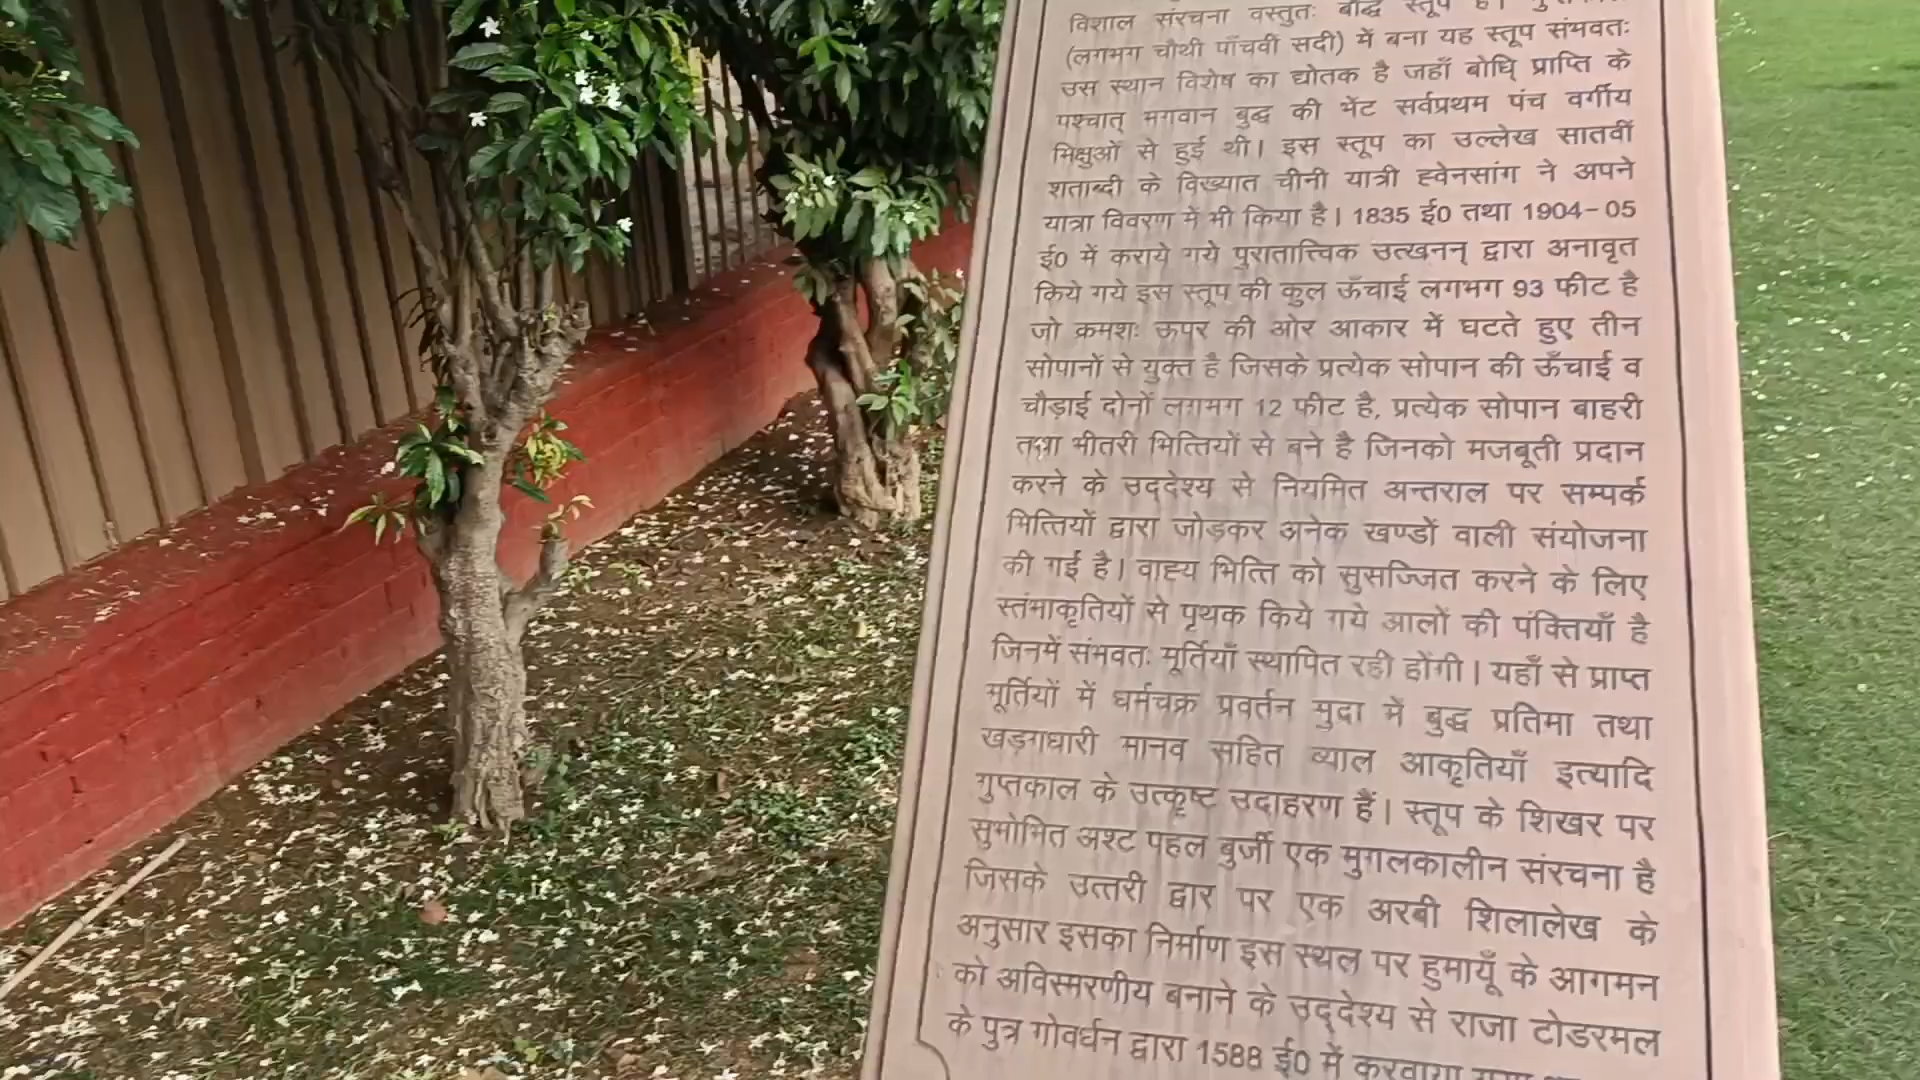 विशाल संरचना वस्तुतः बौद्ध स्तूप है।
(लगभग चौथी पाँचवी सदी) में बना यह स्तूप संभवतः
उस स्थान विशेष का द्योतक है जहाँ बोधि प्राप्ति के
पश्चात् भगवान बुद्ध की भेंट सर्वप्रथम पंच वर्गीय
भिक्षुओं से हुई थी। इस स्तूप का उल्लेख सातवीं
शताब्दी के विख्यात चीनी यात्री ह्वेनसांग ने अपने
यात्रा विवरण में भी किया है। 1835 ई0 तथा 1904-05
ई0 में कराये गये पुरातात्त्विक उत्खनन् द्वारा अनावृत
किये गये इस स्तूप की कुल ऊँचाई लगभग 93 फीट है
जो क्रमशः ऊपर की ओर आकार में घटते हुए तीन
सोपानों से युक्त है जिसके प्रत्येक सोपान की ऊँचाई व
चौड़ाई दोनों लगभग 12 फीट है, प्रत्येक सोपान बाहरी
तथा भीतरी भित्तियों से बने है जिनको मजबूती प्रदान
करने के उद्देश्य से नियमित अन्तराल पर सम्पर्क
भित्तियों द्वारा जोड़कर अनेक खण्डों वाली संयोजना
की गई है। वाह्य भित्ति को सुसज्जित करने के लिए
स्तंभाकृतियों से पृथक किये गये आलों की पंक्तियाँ है
जिनमें संभवतः मूर्तियाँ स्थापित रही होंगी। यहाँ से प्राप्त
मूर्तियों में धर्मचक्र प्रवर्तन मुदा में बुद्ध प्रतिमा तथा
खड़गधारी मानव सहित व्याल आकृतियाँ इत्यादि
गुप्तकाल के उत्कृष्ट उदाहरण हैं। स्तूप के शिखर पर
सुभोभित अश्ट पहल बुर्जी एक मुगलकालीन संरचना है
जिसके उत्तरी द्वार पर एक अरबी शिलालेख के
अनुसार इसका निर्माण इस स्थल पर हुमायूँ के आगमन
को अविस्मरणीय बनाने के उद्देश्य से राजा टोडरमल
के पुत्र गोवर्धन द्वारा 1588 ई0 में करवाया